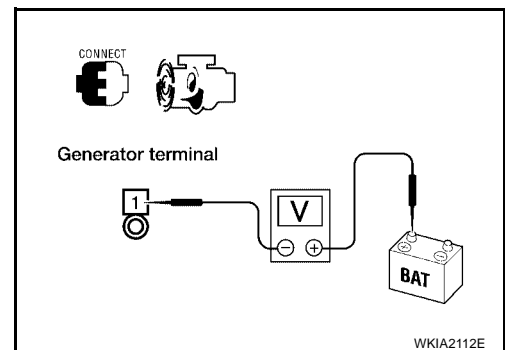 CONNECT
Generator terminal
1
V
BAT
WKIA2112E